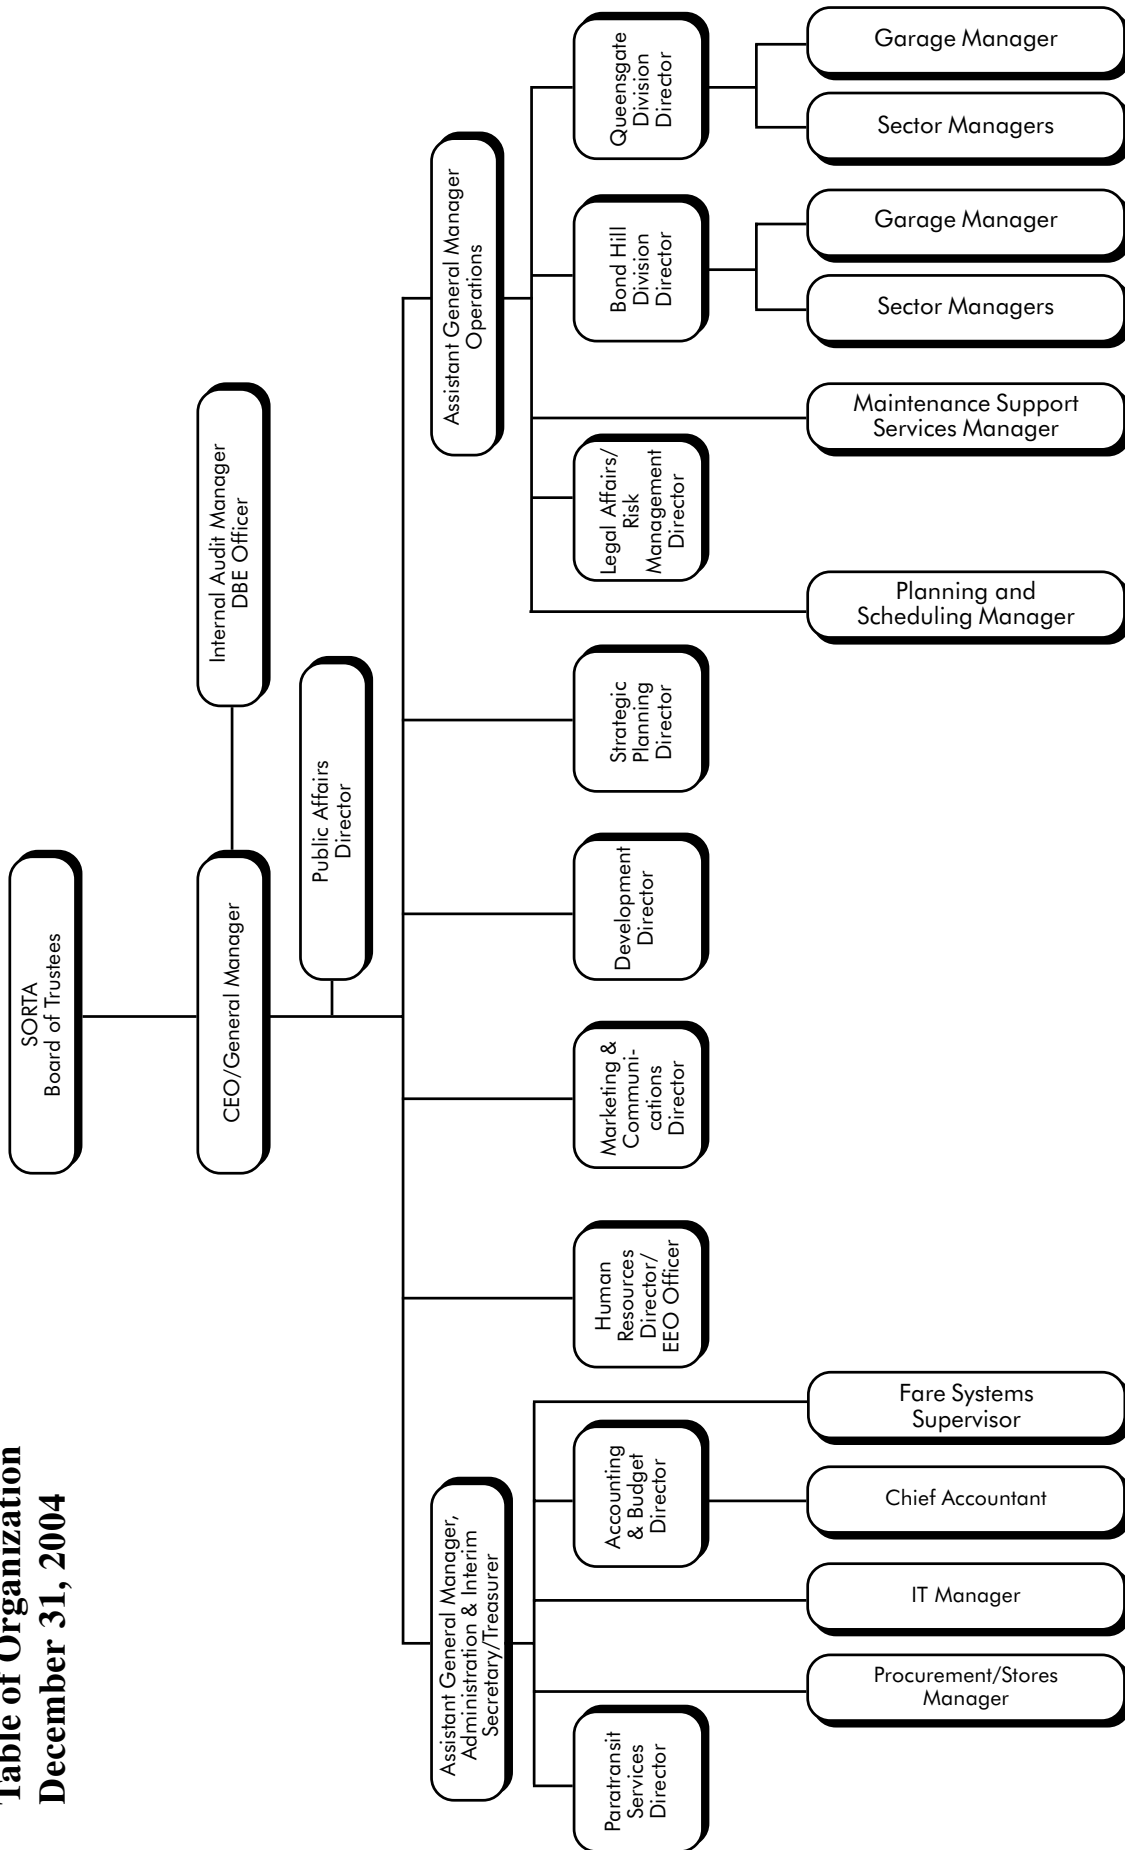 Table of Organization
December 31, 2004
SORTA
Board of Trustees
CEO/General Manager
Internal Audit Manager
DBE Officer
Public Affairs
Director
Assistant General Manager,
Administration & Interim
Secretary/Treasurer
Assistant General Manager
Operations
Paratransit
Services
Director
Accounting
& Budget
Director
Human
Resources
Director/
EEO Officer
Marketing &
Communi-
cations
Director
Development
Director
Strategic
Planning
Director
Legal Affairs/
Risk
Management
Director
Bond Hill
Division
Director
Queensgate
Division
Director
Procurement/Stores
Manager
IT Manager
Chief Accountant
Fare Systems
Supervisor
Planning and
Scheduling Manager
Maintenance Support
Services Manager
Sector Managers
Garage Manager
Sector Managers
Garage Manager